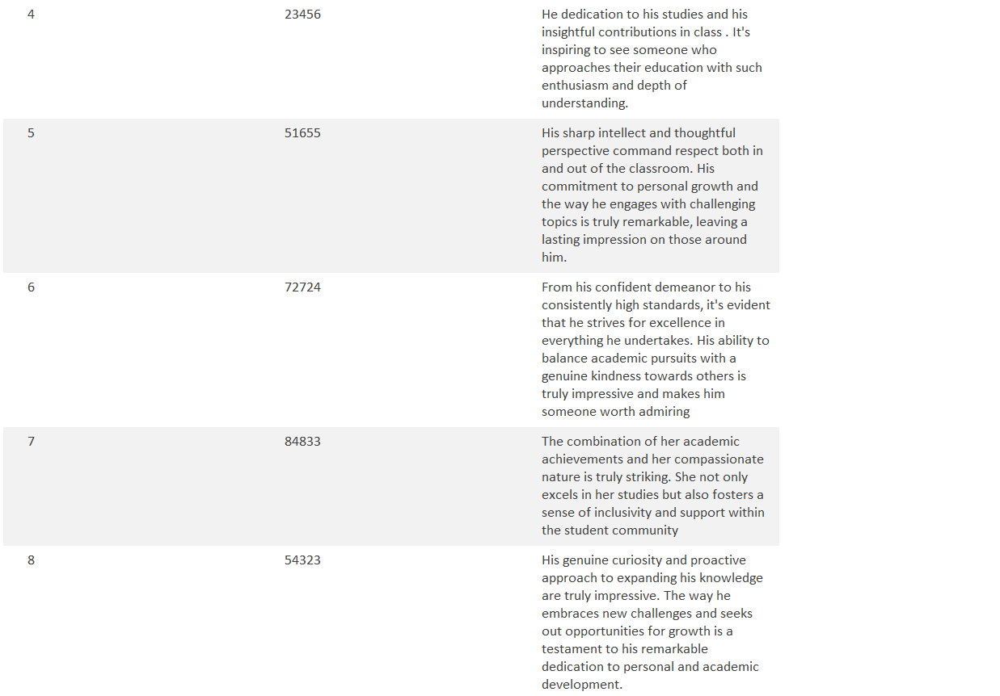 4 23456 He dedication to his studies and his
insightful contributions in class . It's
inspiring to see someone who
approaches their education with such
enthusiasm and depth of
understanding.
5 51655 His sharp intellect and thoughtful
perspective command respect both in
and out of the classroom. His
commitment to personal growth and
the way he engages with challenging
topics is truly remarkable, leaving a
lasting impression on those around
him.
6 72724 From his confident demeanor to his
consistently high standards, it's evident
that he strives for excellence in
everything he undertakes. His ability to
balance academic pursuits with a
genuine kindness towards others is
truly impressive and makes him
someone worth admiring
7 84833 The combination of her academic
achievements and her compassionate
nature is truly striking. She not only
excels in her studies but also fosters a
sense of inclusivity and support within
the student community
8 54323 His genuine curiosity and proactive
approach to expanding his knowledge
are truly impressive. The way he
embraces new challenges and seeks
out opportunities for growth is a
testament to his remarkable
dedication to personal and academic
development.